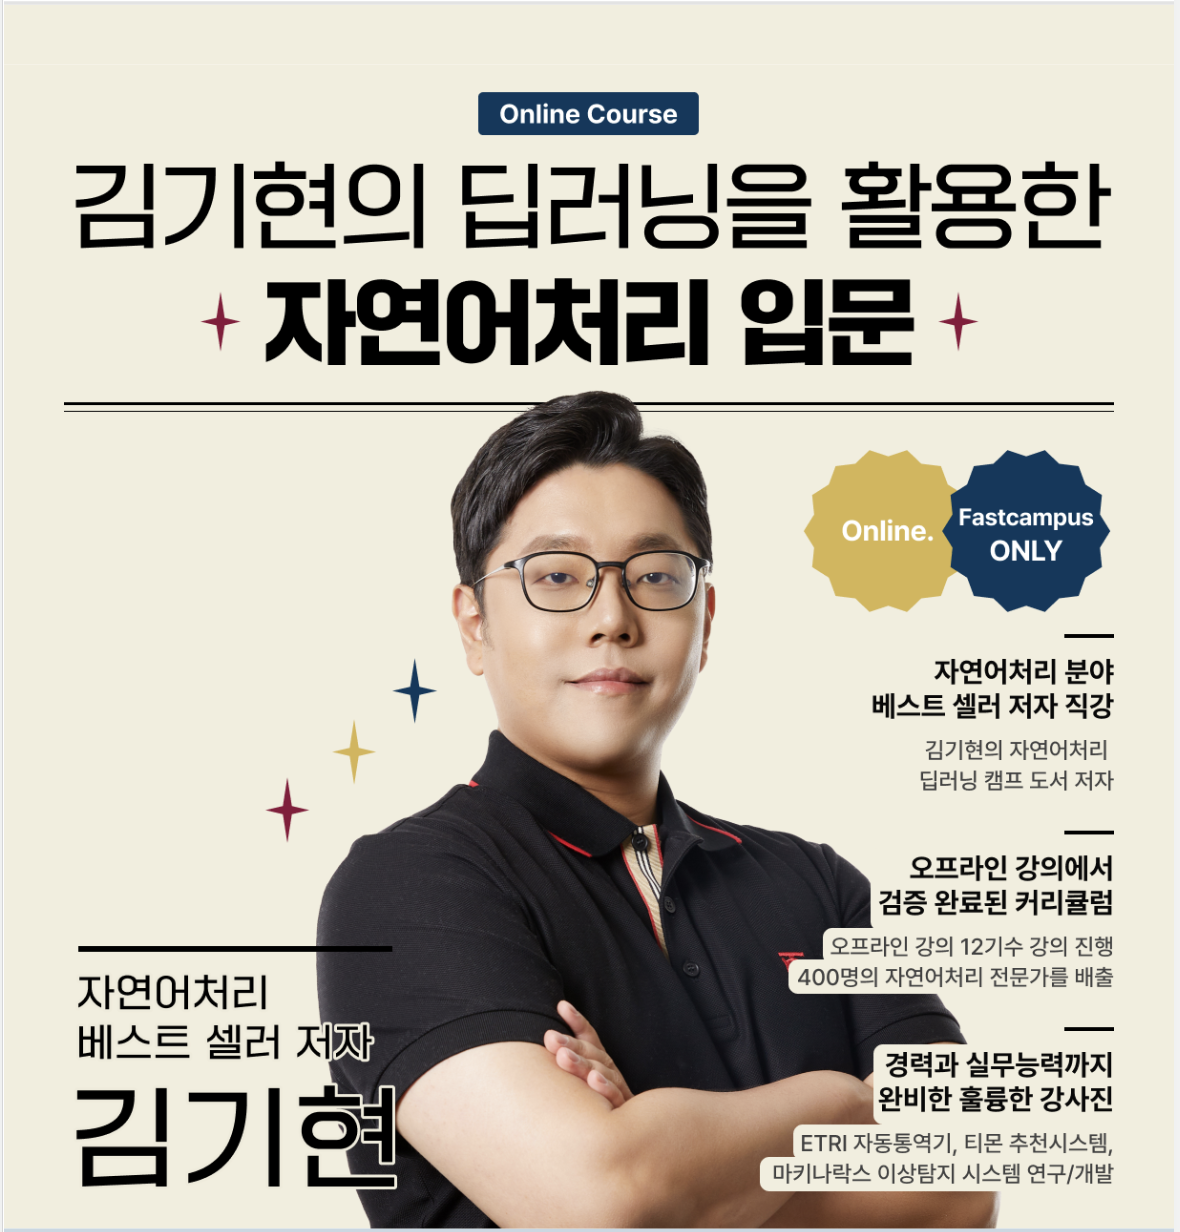 Online Course
김기현의 딥러닝을 활용한
자연어처리 입문
Online.
Fastcampus
ONLY
자연어처리 분야
베스트 셀러 저자 직강
김기현의 자연어처리
딥러닝 캠프 도서 저자
오프라인 강의에서
검증 완료된 커리큘럼
오프라인 강의 12기수 강의 진행
400명의 자연어처리 전문가를 배출
경력과 실무능력까지
완비한 훌륭한 강사진
ETRI 자동통역기, 티몬 추천시스템,
마키나락스 이상탐지 시스템 연구/개발
자연어처리
베스트 셀러 저자
김기현